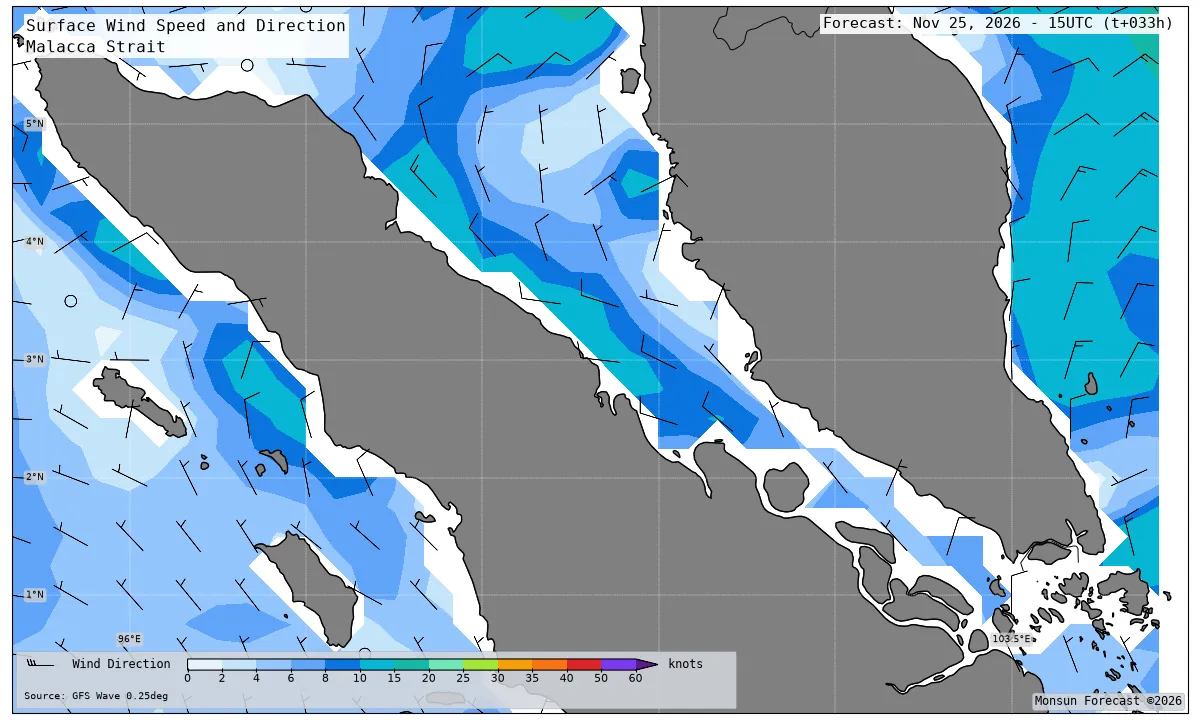 Surface Wind Speed and Direction
Malacca Strait
Forecast: Nov 25, 2026 - 15UTC (t+033h)
5°N
4°N
3°N
2°N
1°N
96°E
103.5°E
Wind Direction
knots
0 2 4 6 8 10 15 20 25 30 35 40 50 60
Source: GFS Wave 0.25deg
Monsun Forecast ©2026